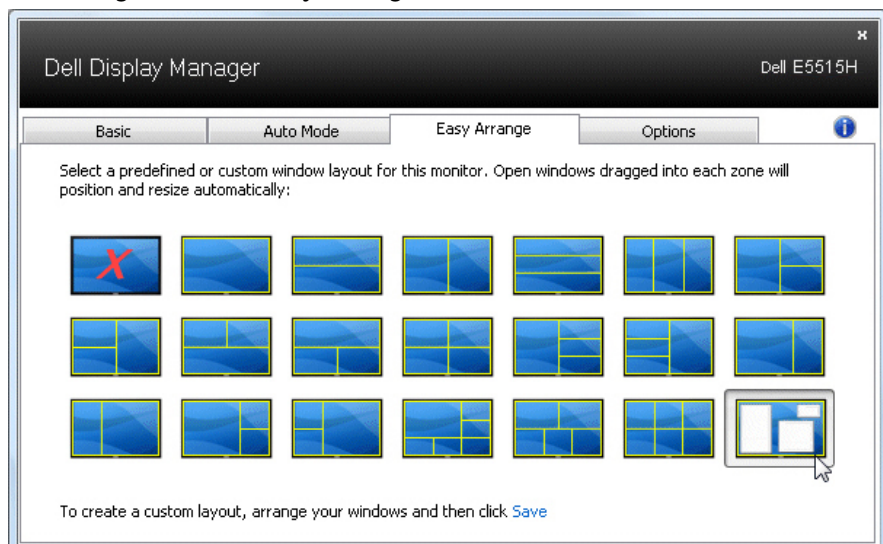 Dell Display Manager
Dell E5515H
Basic Auto Mode Easy Arrange Options
Select a predefined or custom window layout for this monitor. Open windows dragged into each zone will
position and resize automatically:
X
To create a custom layout, arrange your windows and then click Save